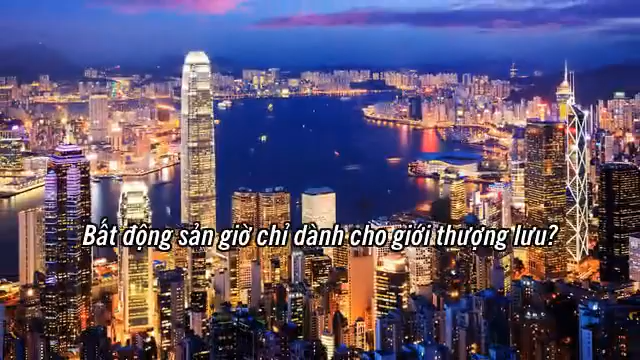 Bất động sản giờ chỉ dành cho giới thượng lưu?